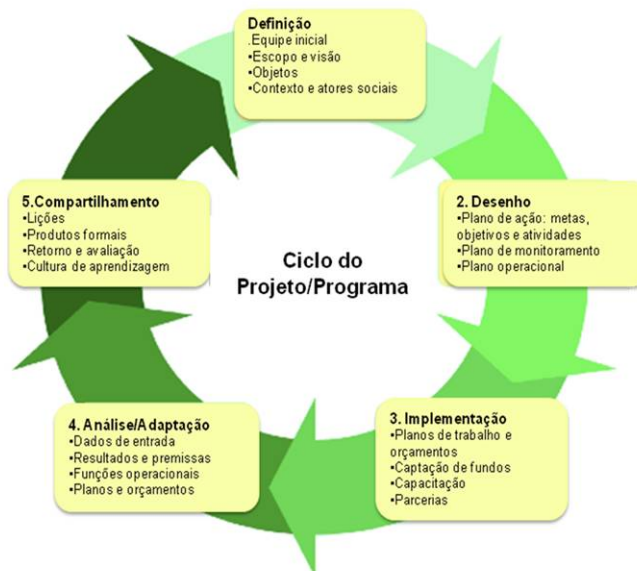 Definição
.Equipe inicial
•Escopo e visão
•Objetos
•Contexto e atores sociais
2. Desenho
•Plano de ação: metas,
objetivos e atividades
•Plano de monitoramento
•Plano operacional
3. Implementação
•Planos de trabalho e
orçamentos
•Captação de fundos
•Capacitação
•Parcerias
4. Análise/Adaptação
•Dados de entrada
•Resultados e premissas
•Funções operacionais
•Planos e orçamentos
5.Compartilhamento
•Lições
•Produtos formais
•Retorno e avaliação
•Cultura de aprendizagem
Ciclo do
Projeto/Programa